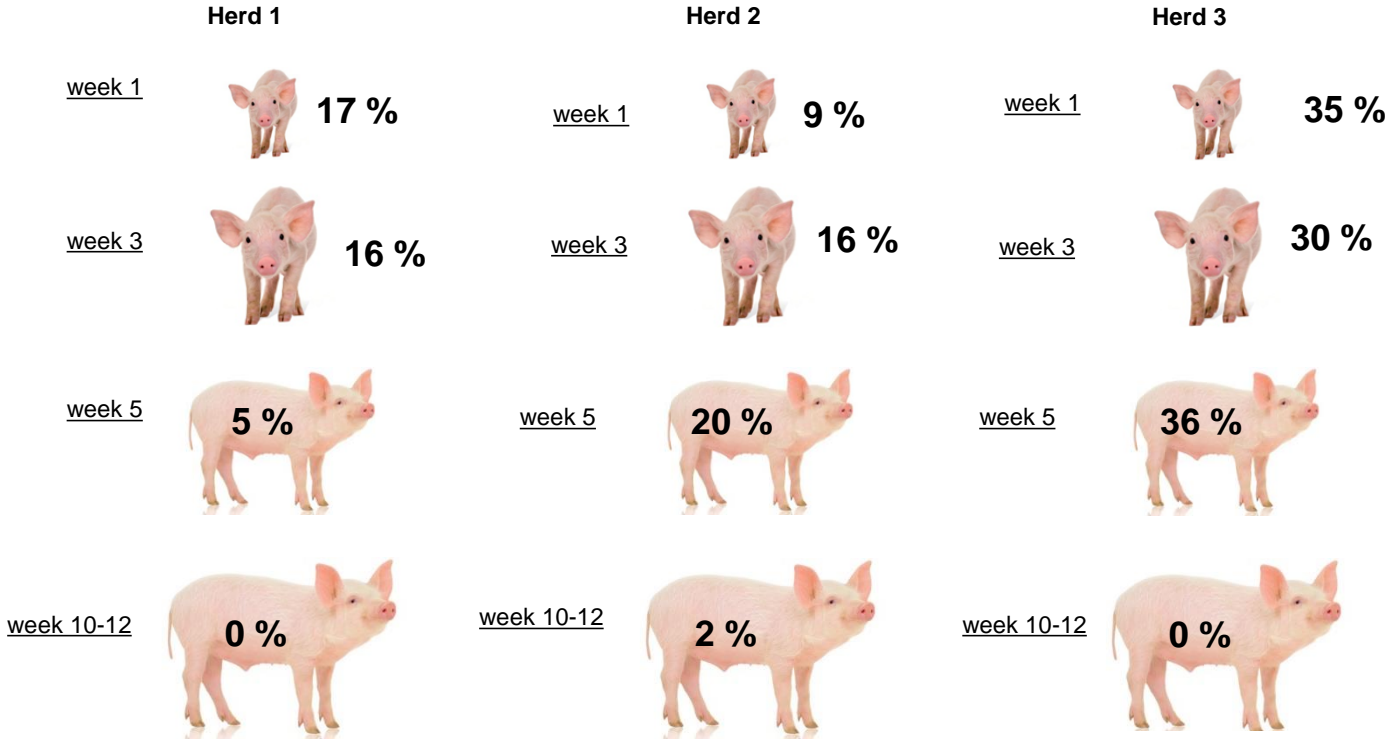 Herd 1
Herd 2
Herd 3
week 1
17 %
week 1
9 %
week 1
35 %
week 3
16 %
week 3
16 %
week 3
30 %
week 5
5 %
week 5
20 %
week 5
36 %
week 10-12
0 %
week 10-12
2 %
week 10-12
0 %